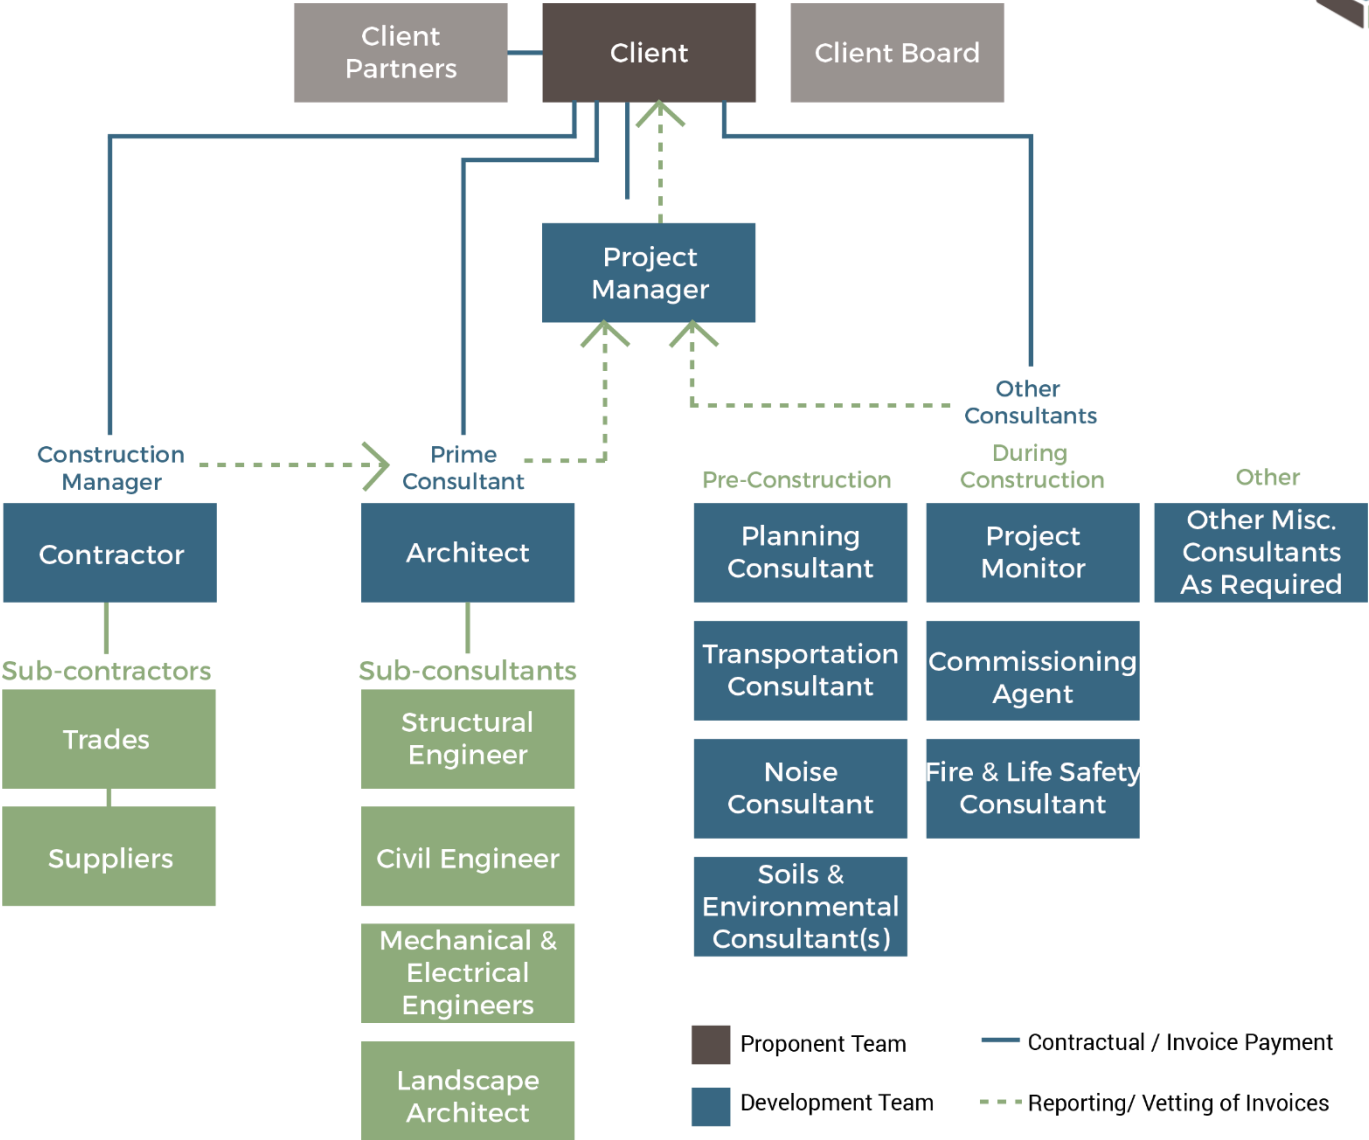 Client
Partners
Client
Client Board
Project
Manager
Other
Consultants
Construction
Manager
Prime
Consultant
Pre-Construction
During
Construction
Other
Contractor
Architect
Planning
Consultant
Project
Monitor
Other Misc.
Consultants
As Required
Sub-contractors
Sub-consultants
Transportation
Consultant
Commissioning
Agent
Trades
Structural
Engineer
Noise
Consultant
Fire & Life Safety
Consultant
Suppliers
Civil Engineer
Soils &
Environmental
Consultant(s)
Mechanical &
Electrical
Engineers
Landscape
Architect
Proponent Team
Contractual / Invoice Payment
Development Team
Reporting/ Vetting of Invoices